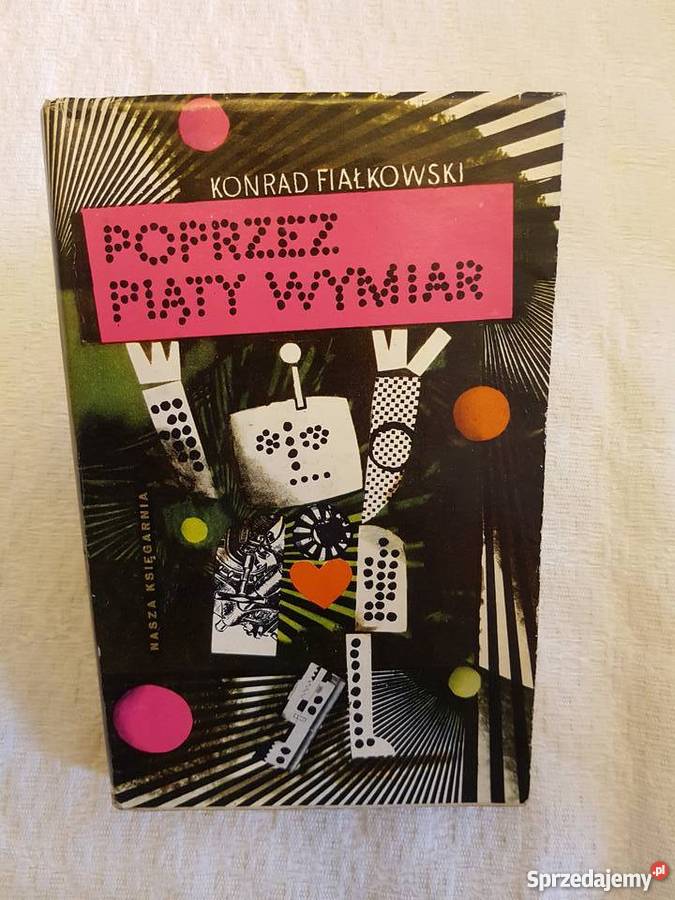 KONRAD FIAŁKOWSKI
POPRZEZ
PIĄTY WYMIAR
NASZA KSIĘGARNIA
Sprzedajemy.pl